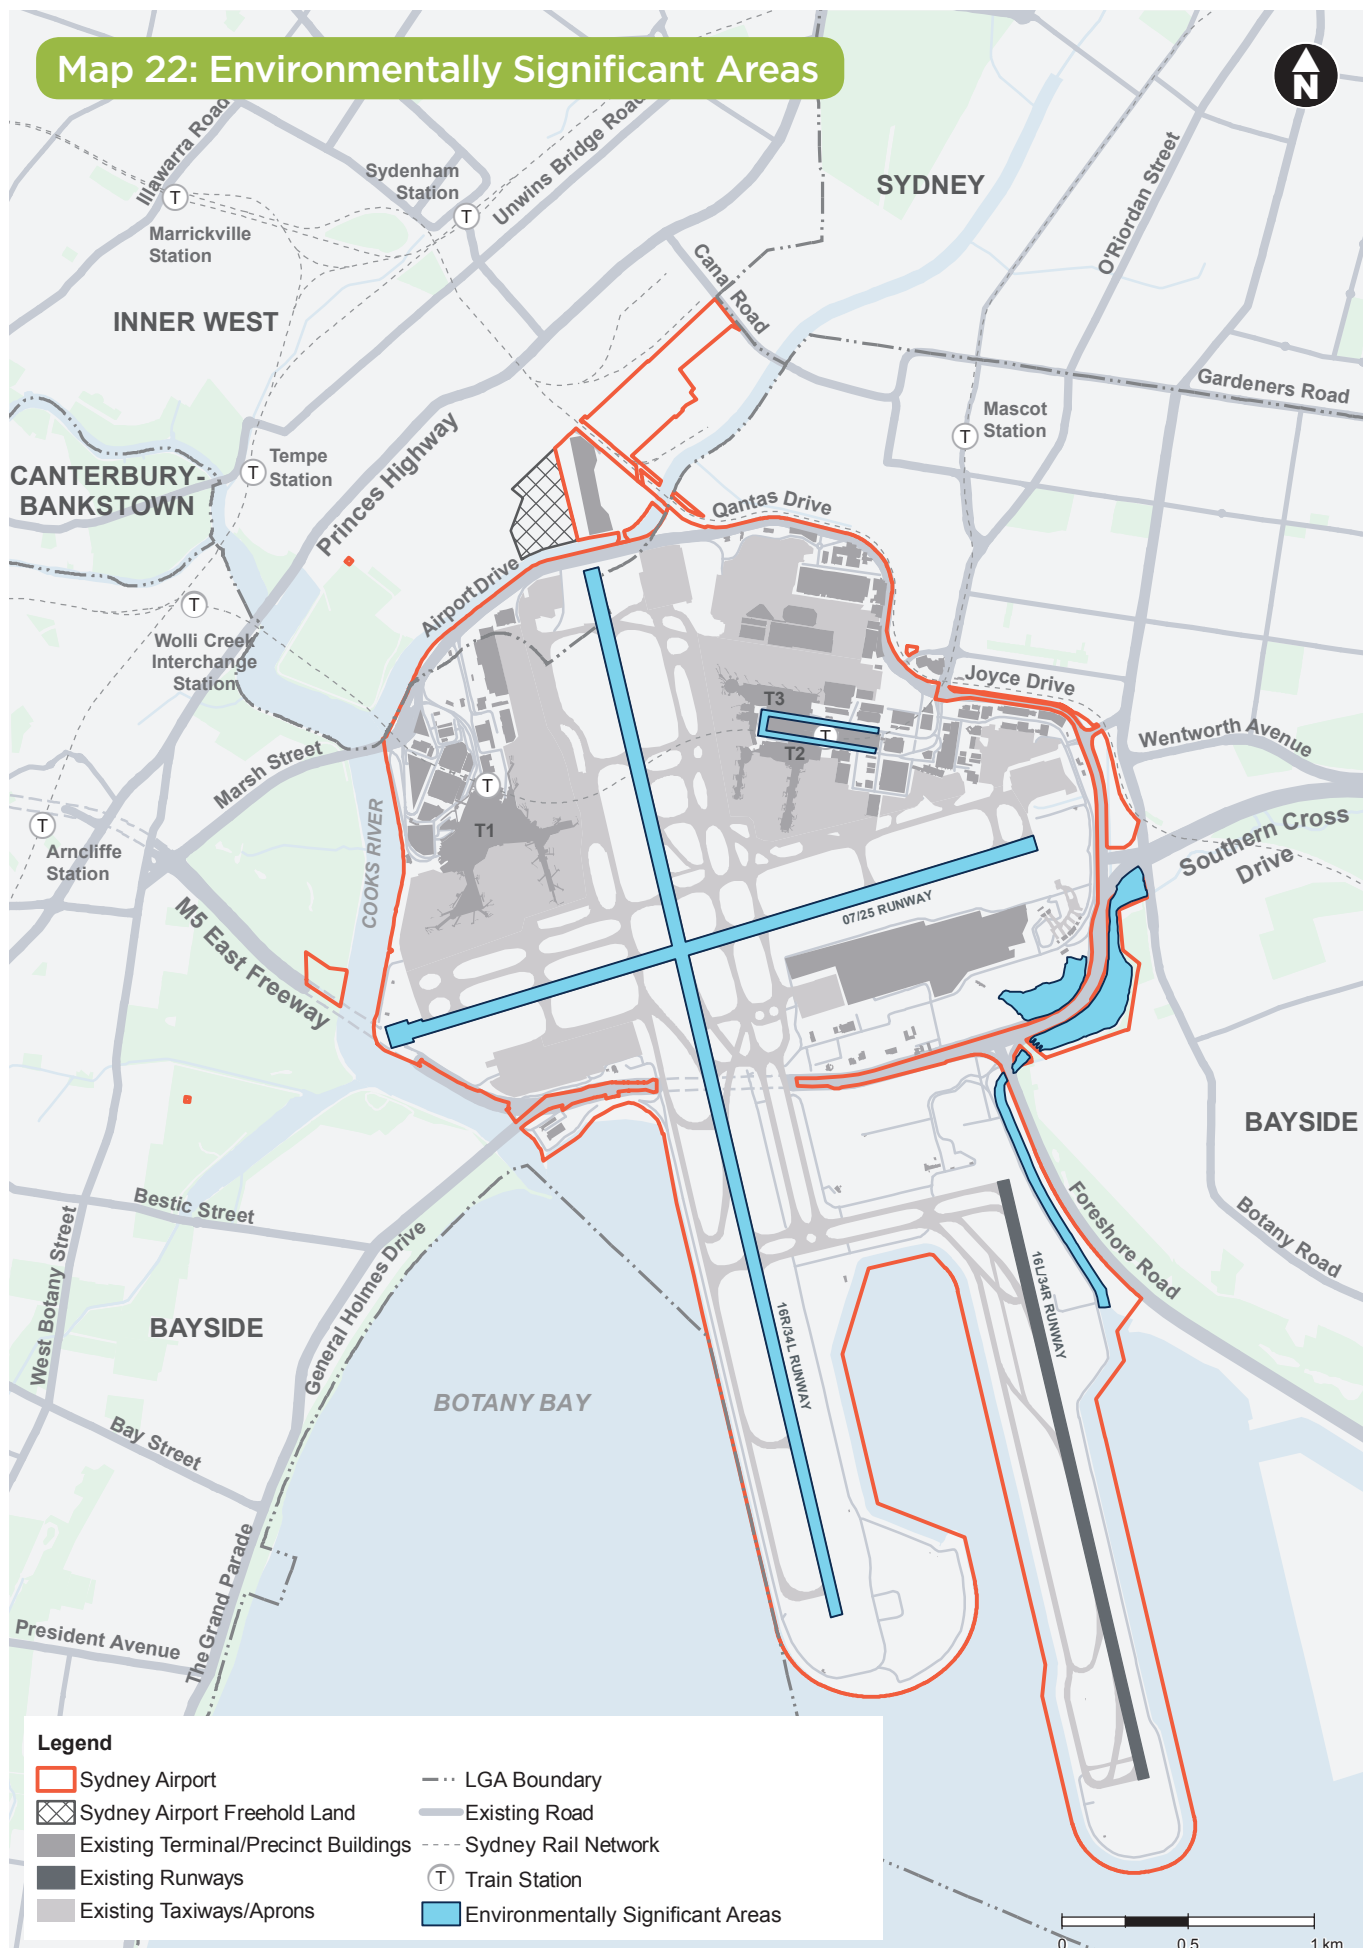 Map 22: Environmentally Significant Areas
N
Illawarra Road
Sydenham
Station
T
Unwins Bridge Road
SYDNEY
O'Riordan Street
T
Marrickville
Station
Canal Road
INNER WEST
Gardeners Road
Mascot
Station
T
Princes Highway
Tempe
Station
T
CANTERBURY-
BANKSTOWN
Qantas Drive
Airport Drive
T
Wolli Creek
Interchange
Station
Joyce Drive
T3
T
T2
Wentworth Avenue
Marsh Street
T
T1
COOKS RIVER
Southern Cross
Drive
T
Arncliffe
Station
07/25 RUNWAY
M5 East Freeway
BAYSIDE
Foreshore Road
Botany Road
Bestic Street
West Botany Street
General Holmes Drive
16L/34R RUNWAY
16R/34L RUNWAY
BAYSIDE
BOTANY BAY
Bay Street
The Grand Parade
President Avenue
Legend
Sydney Airport
Sydney Airport Freehold Land
Existing Terminal/Precinct Buildings
Existing Runways
Existing Taxiways/Aprons
LGA Boundary
Existing Road
Sydney Rail Network
T
Train Station
Environmentally Significant Areas
0 0.5 1 km